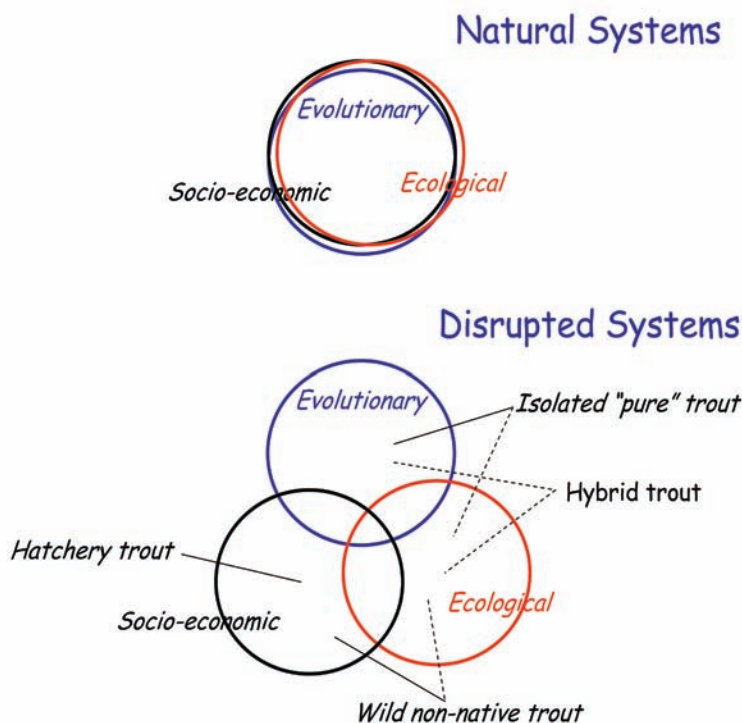 Natural Systems
Evolutionary
Socio-economic
Ecological
Disrupted Systems
Evolutionary
Isolated "pure" trout
Hybrid trout
Hatchery trout
Ecological
Socio-economic
Wild non-native trout